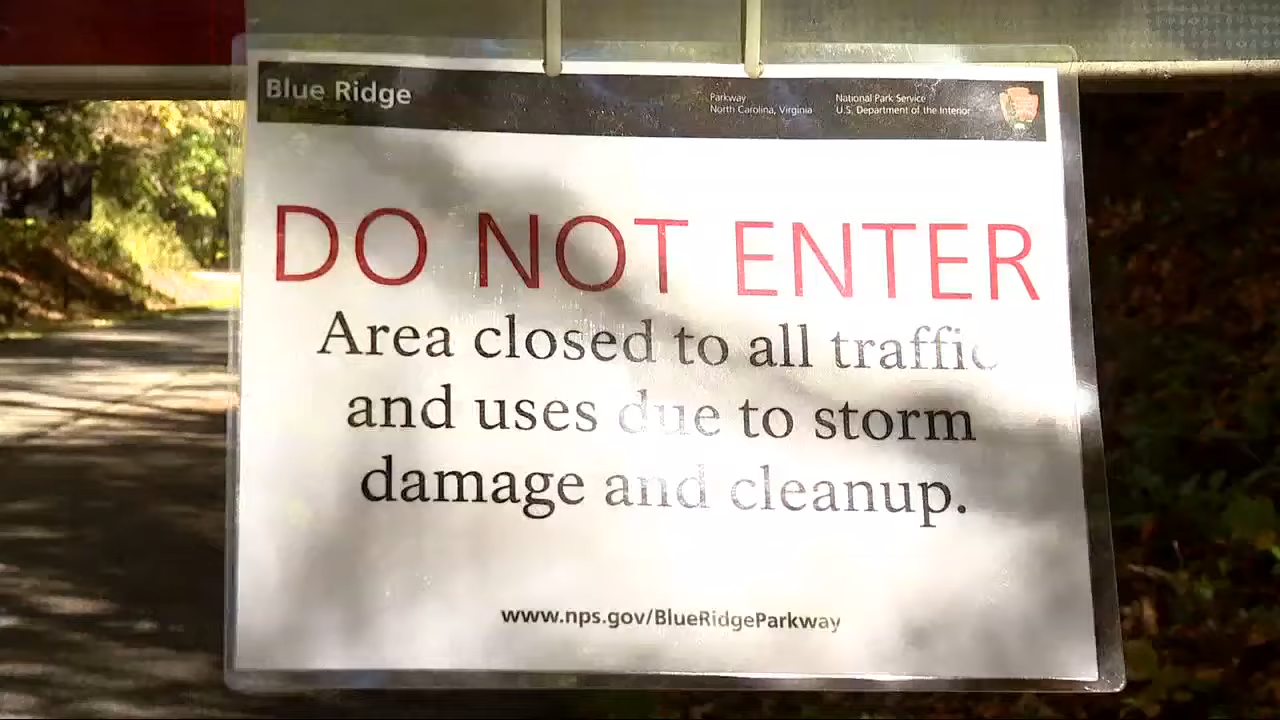 Blue Ridge
Parkway
North Carolina, Virginia
National Park Service
U.S. Department of the Interior
DO NOT ENTER
Area closed to all traffic
and uses due to storm
damage and cleanup.
www.nps.gov/BlueRidgeParkway